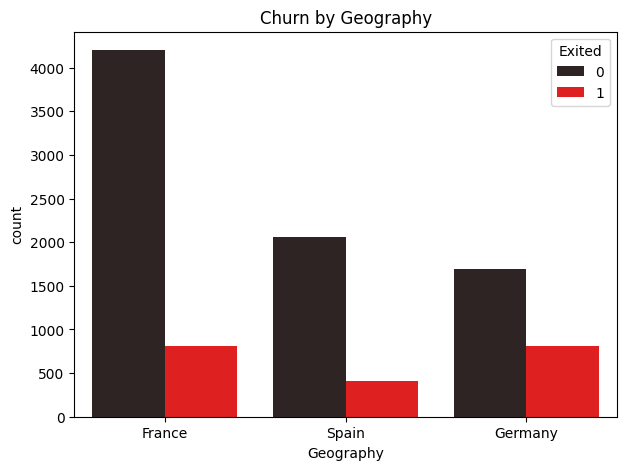 Churn by Geography
Exited
0
1
4000
3500
3000
2500
2000
1500
1000
500
0
count
France Spain Germany
Geography